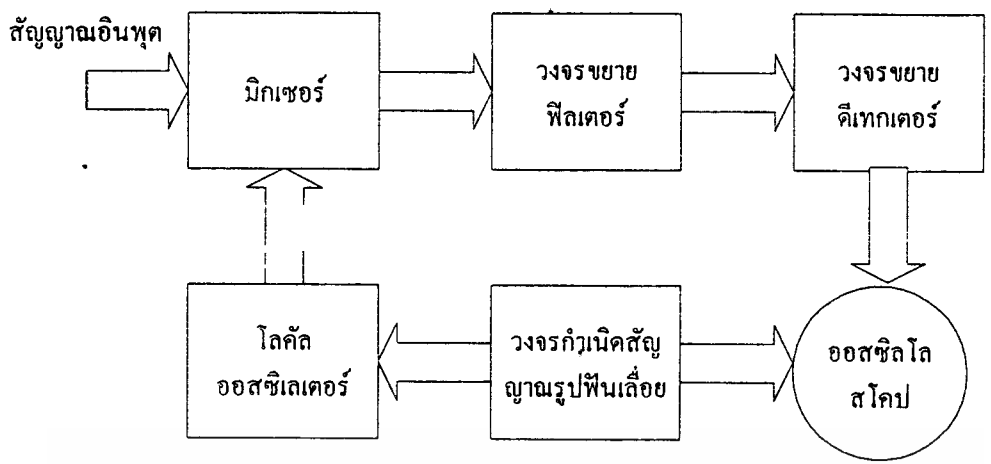 สัญญาณอินพุต
มิกเซอร์
วงจรขยาย
ฟิลเตอร์
วงจรขยาย
ดีเทกเตอร์
โลคัล
ออสซิเลเตอร์
วงจรกำเนิดสัญ
ญาณรูปฟันเลื่อย
ออสซิลโล
สโคป